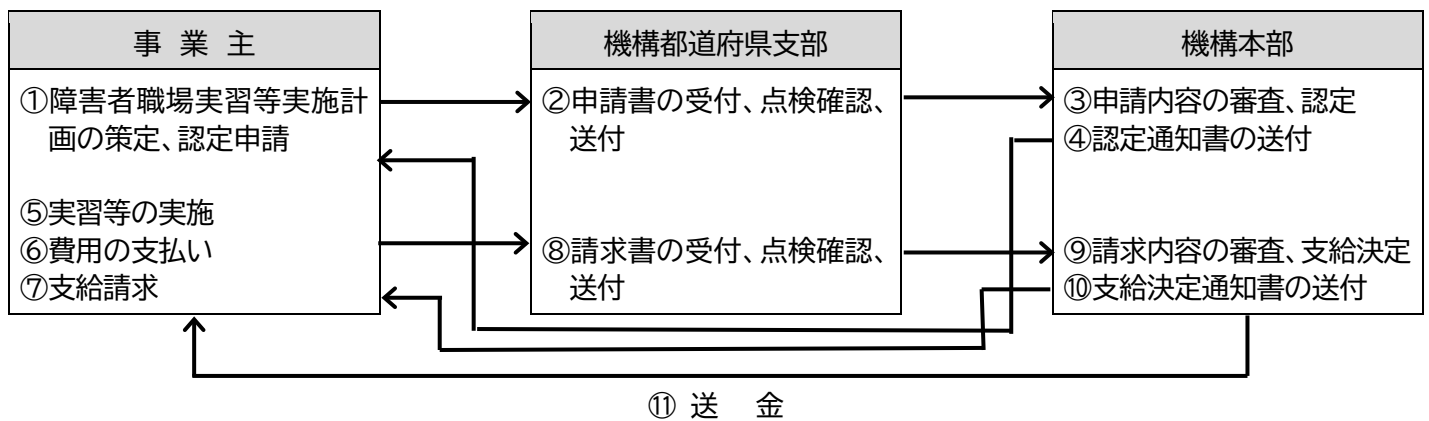 事 業 主
①障害者職場実習等実施計
画の策定、認定申請
⑤実習等の実施
⑥費用の支払い
⑦支給請求
機構都道府県支部
②申請書の受付、点検確認、
送付
⑧請求書の受付、点検確認、
送付
機構本部
③申請内容の審査、認定
④認定通知書の送付
⑨請求内容の審査、支給決定
⑩支給決定通知書の送付
⑪ 送 金